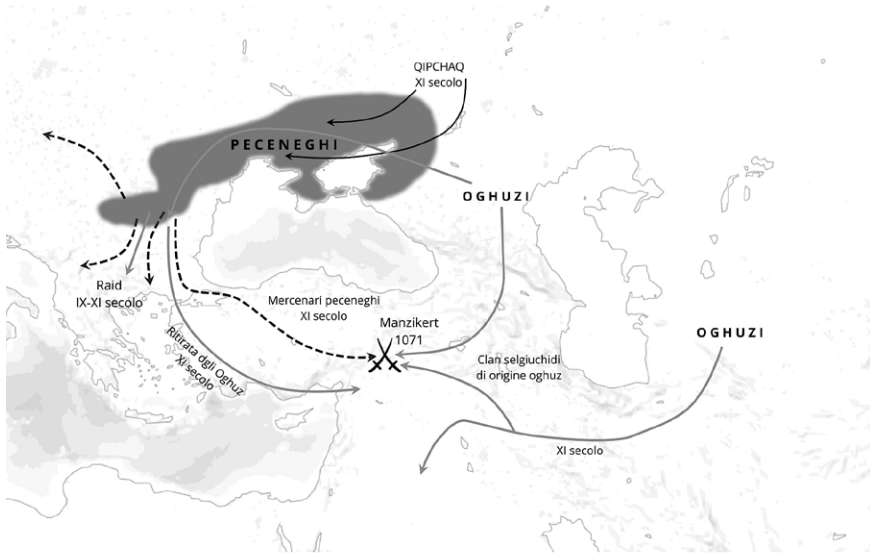 QIPCHAQ
XI secolo
PECENEGHI
OGHUZI
Raid
IX-XI secolo
Mercenari peceneghi
XI secolo
Manzikert
1071
Ritirata dgli Oghuz
XI secolo
Clan selgiuchidi
di origine oghuz
OGHUZI
XI secolo